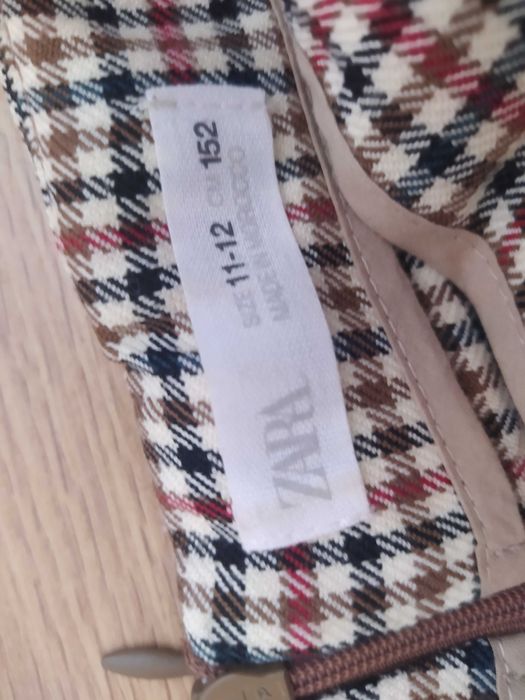 ZARA
SIZE 11-12 CM 152
MADE IN MOROCCO